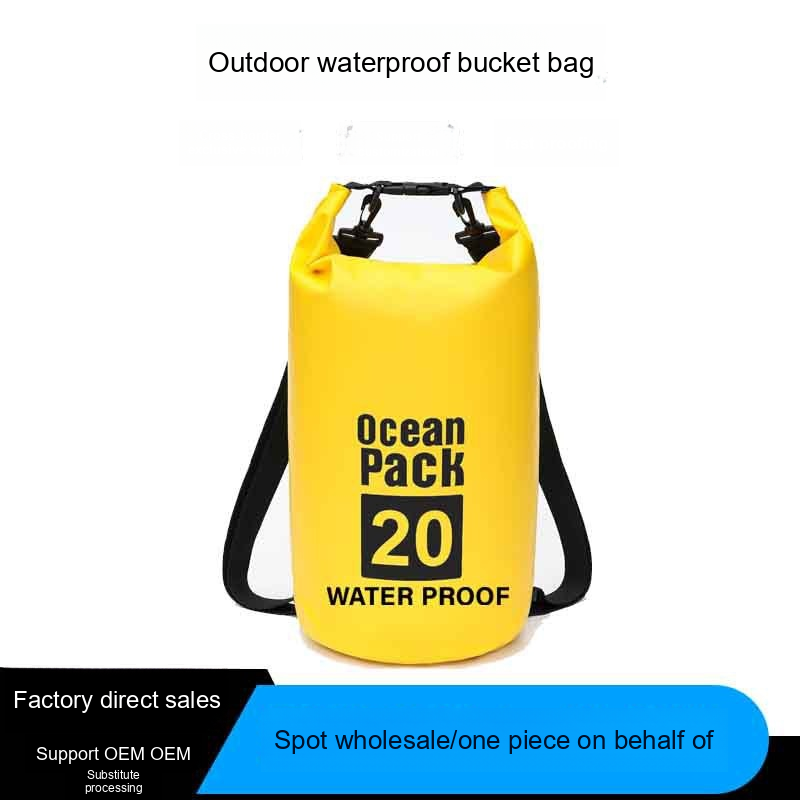 Outdoor waterproof bucket bag
Ocean
Pack
20
WATER PROOF
Factory direct sales
Support OEM OEM
Substitute
processing
Spot wholesale/one piece on behalf of